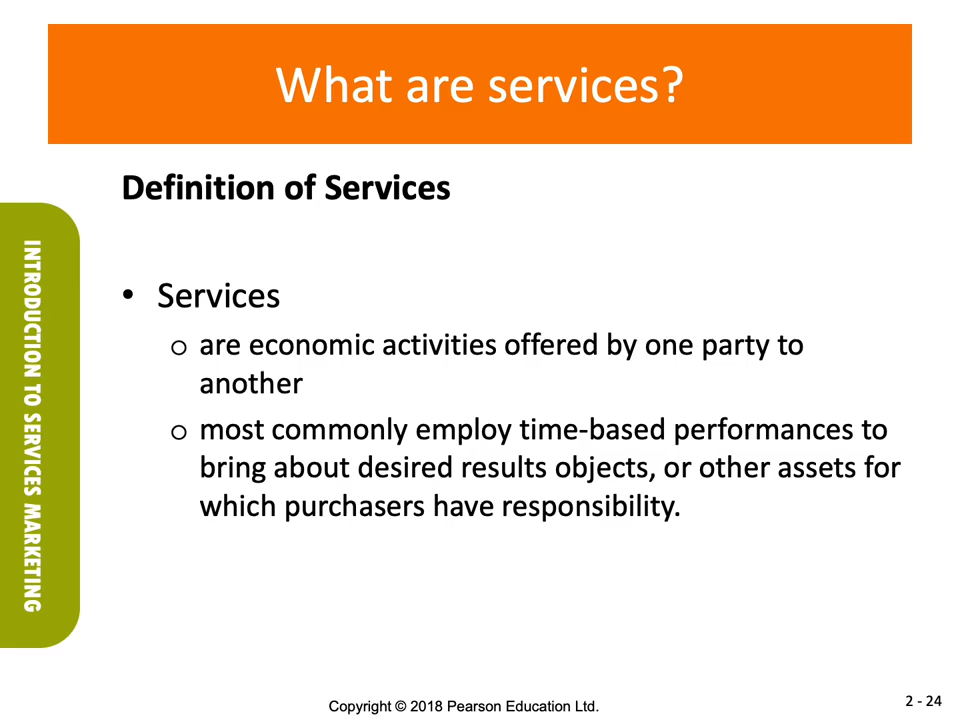 What are services?
Definition of Services
INTRODUCTION TO SERVICES MARKETING
• Services
o are economic activities offered by one party to
another
o most commonly employ time-based performances to
bring about desired results objects, or other assets for
which purchasers have responsibility.
Copyright © 2018 Pearson Education Ltd.
2 - 24